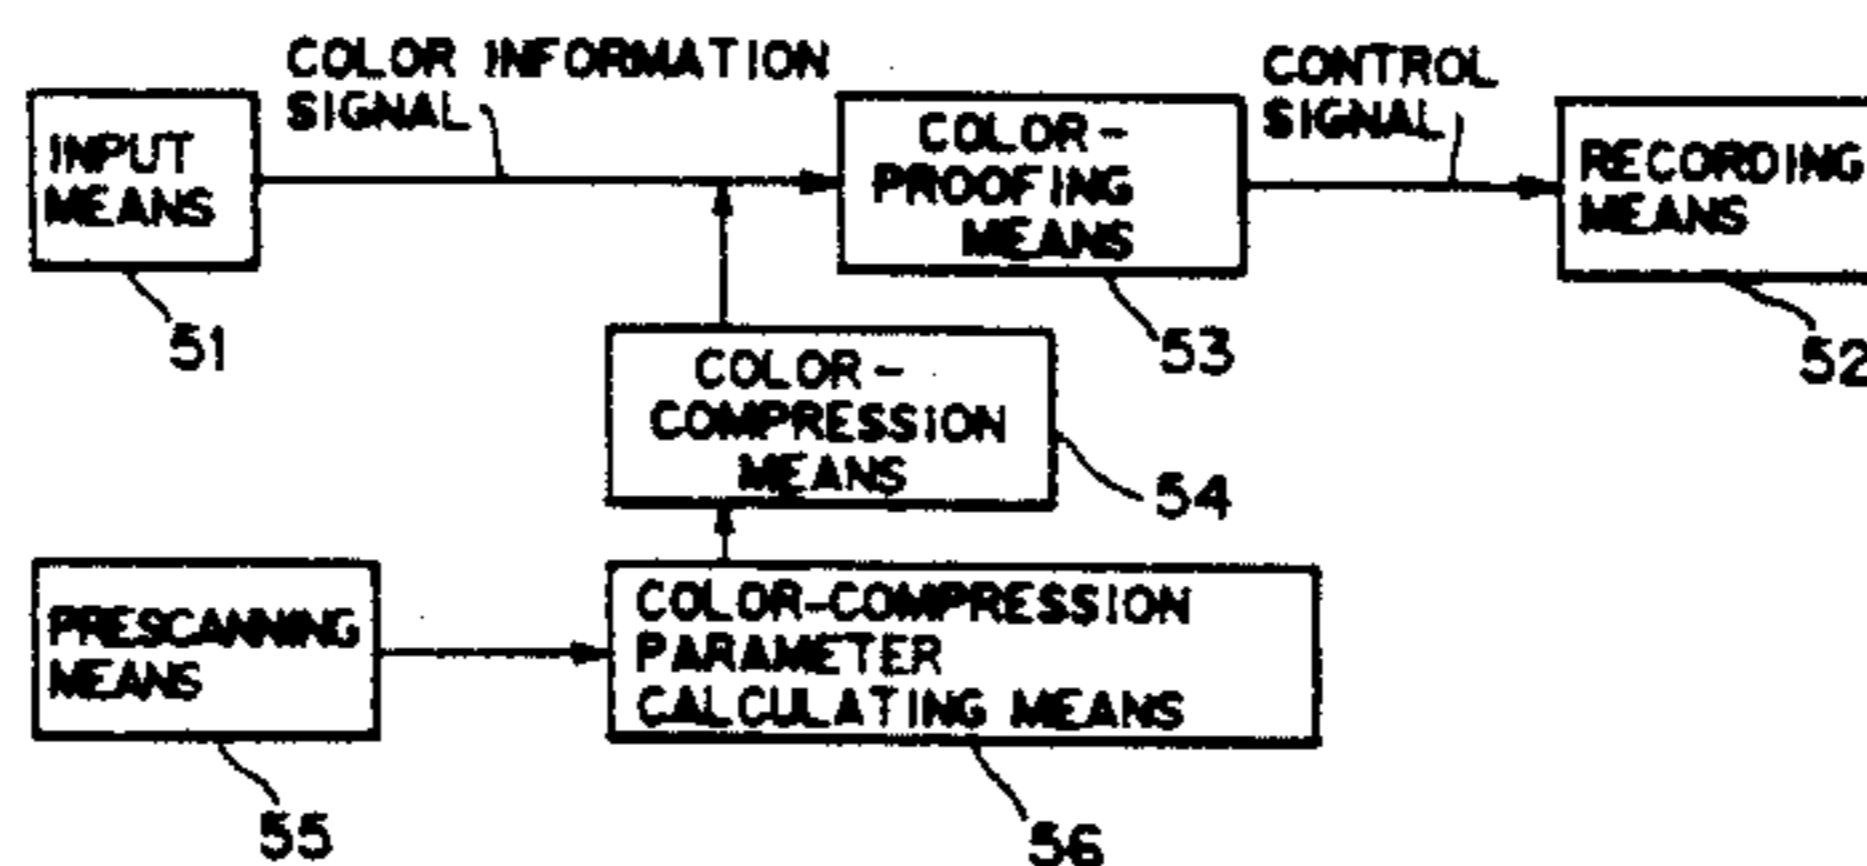 COLOR INFORMATION
SIGNAL
CONTROL
SIGNAL
INPUT
MEANS
COLOR-
PROOFING
MEANS
RECORDING
MEANS
51
53
52
COLOR-
COMPRESSION
MEANS
54
PRESCANNING
MEANS
COLOR-COMPRESSION
PARAMETER
CALCULATING MEANS
55
56